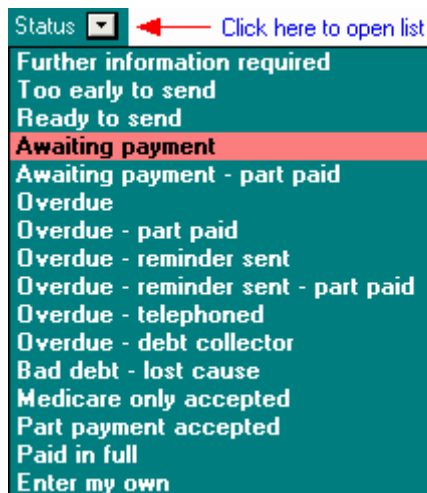 Status Click here to open list
Further information required
Too early to send
Ready to send
Awaiting payment
Awaiting payment - part paid
Overdue
Overdue - part paid
Overdue - reminder sent
Overdue - reminder sent - part paid
Overdue - telephoned
Overdue - debt collector
Bad debt - lost cause
Medicare only accepted
Part payment accepted
Paid in full
Enter my own